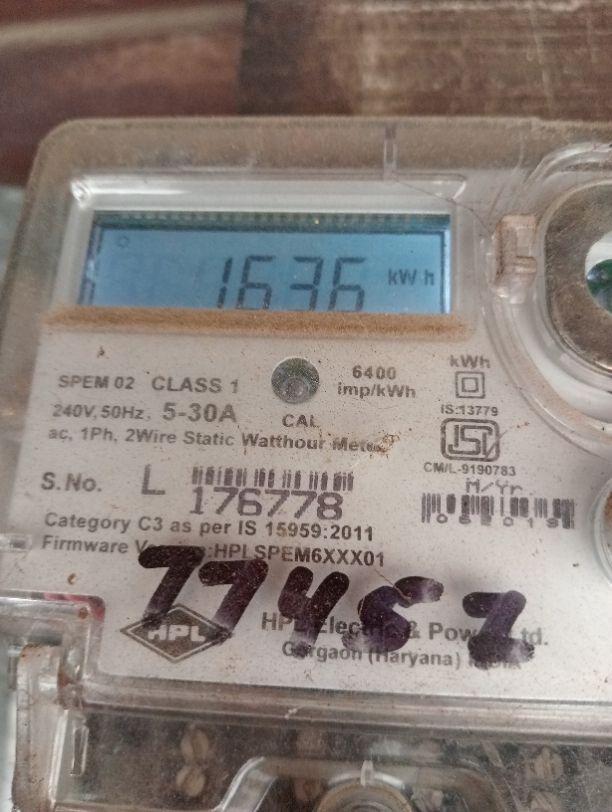 1636 kWh
SPEM 02 CLASS 1
6400
imp/kWh
kWh
240V, 50Hz, 5-30A
CAL
IS:13779
ac, 1Ph, 2Wire Static Watthour Meter
ISI
CM/L-9190783
S.No. L 176778
M/Yr
Category C3 as per IS 15959:2011
Firmware :HPLSPEM6XXX01
77457
HPL
HPL Electric & Power Ltd.
Gurgaon (Haryana)